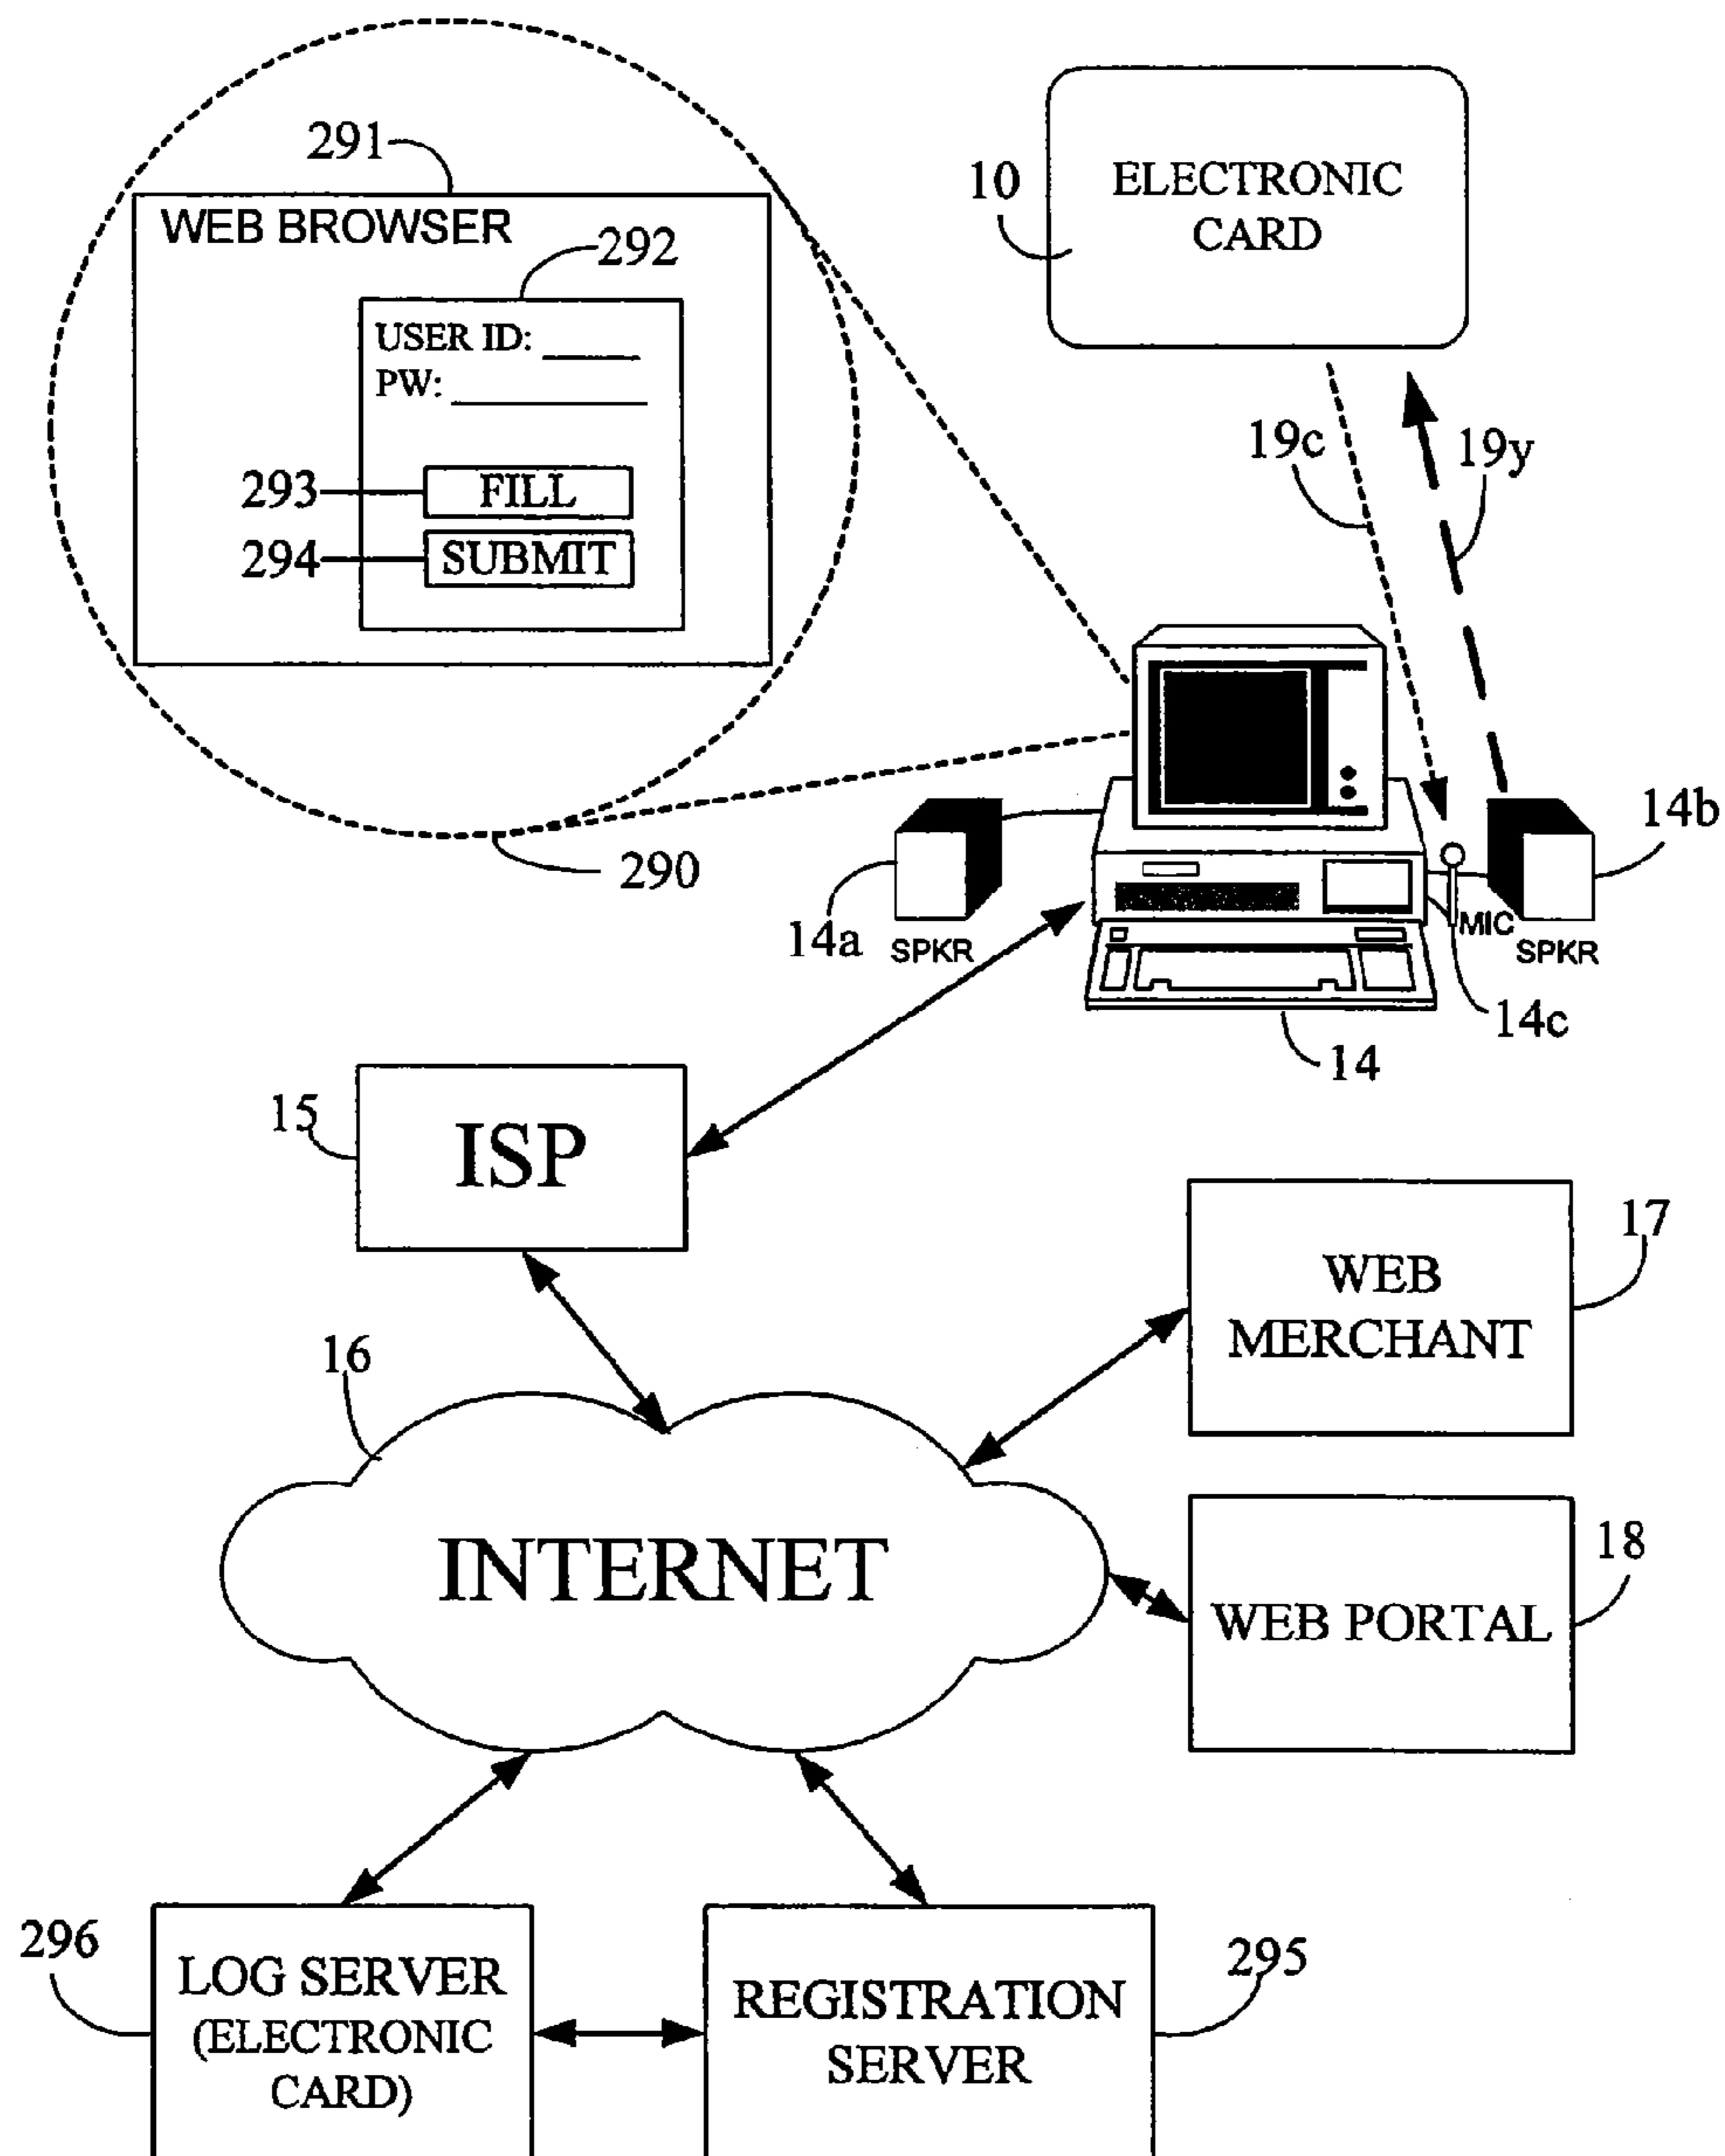 291
WEB BROWSER
292
USER ID:
PW:
293
FILL
294
SUBMIT
290
10
ELECTRONIC
CARD
19c
19y
14a
SPKR
14b
MIC
SPKR
14c
14
15
ISP
17
WEB
MERCHANT
16
INTERNET
18
WEB PORTAL
296
LOG SERVER
(ELECTRONIC
CARD)
REGISTRATION
SERVER
295